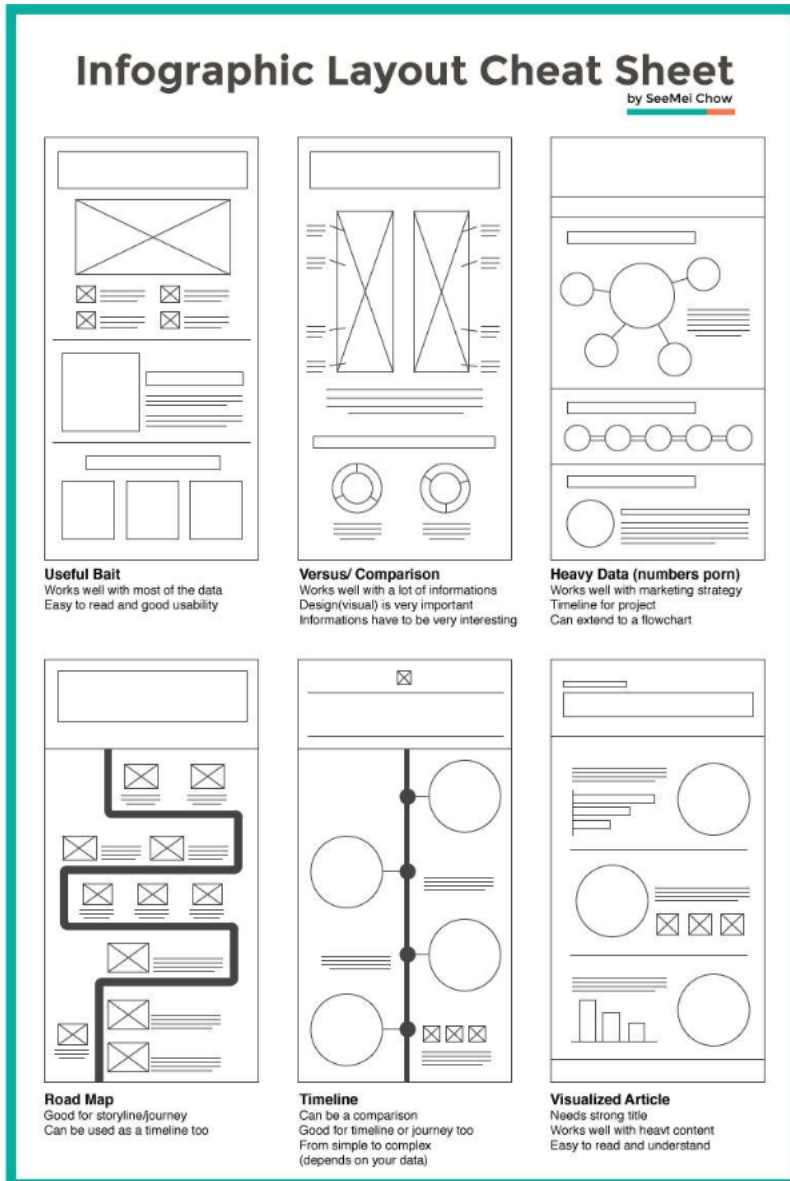 Infographic Layout Cheat Sheet
by SeeMei Chow
Useful Bait
Works well with most of the data
Easy to read and good usability
Versus/ Comparison
Works well with a lot of informations
Design(visual) is very important
Informations have to be very interesting
Heavy Data (numbers porn)
Works well with marketing strategy
Timeline for project
Can extend to a flowchart
Road Map
Good for storyline/journey
Can be used as a timeline too
Timeline
Can be a comparison
Good for timeline or journey too
From simple to complex
(depends on your data)
Visualized Article
Needs strong title
Works well with heavt content
Easy to read and understand